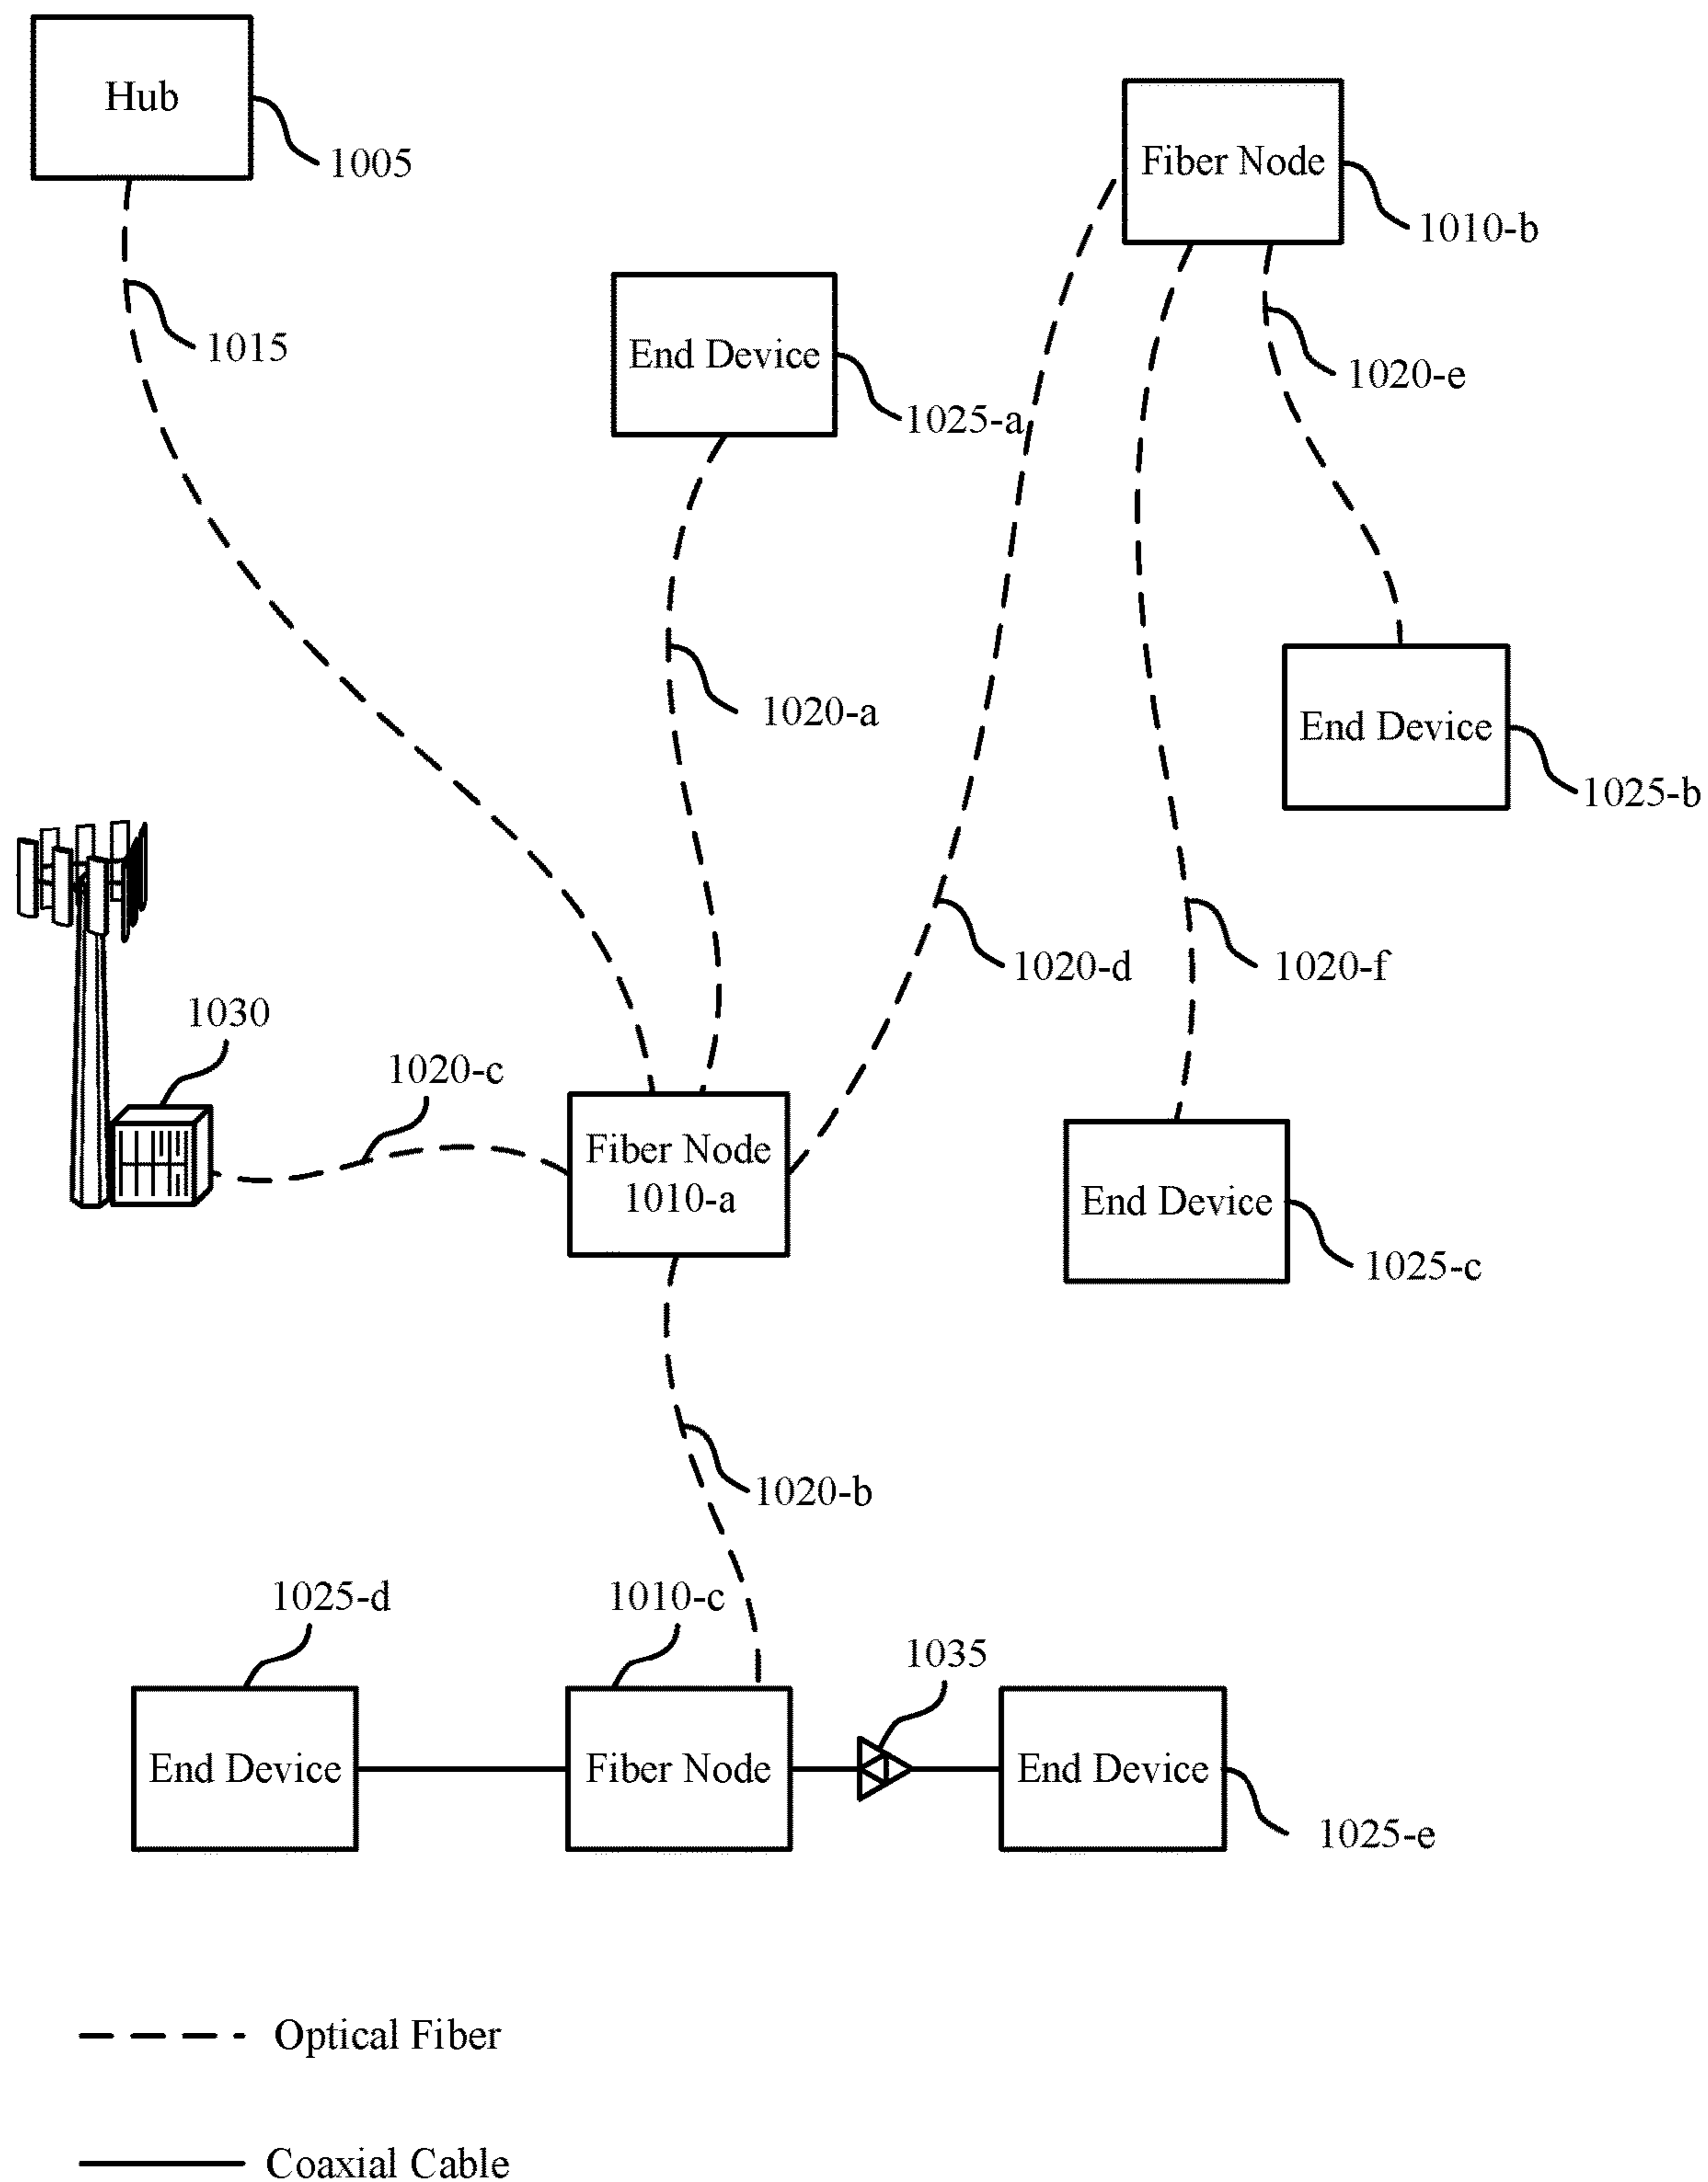 Hub
1005
Fiber Node
1010-b
1015
End Device
1025-a
1020-e
1020-a
End Device
1025-b
1020-d
1020-f
1030
1020-c
Fiber Node
1010-a
End Device
1025-c
1020-b
1025-d
1010-c
1035
End Device
Fiber Node
End Device
1025-e
Optical Fiber
Coaxial Cable